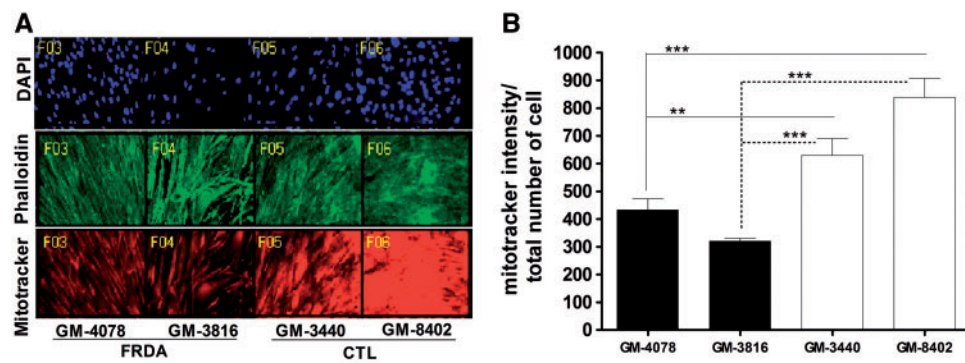 A
DAPI
F03 F04 F05 F06
Phalloidin
F03 F04 F05 F06
Mitotracker
F03 F04 F05 F06
GM-4078 GM-3816 GM-3440 GM-8402
FRDA CTL
B
mitotracker intensity/
total number of cell
1000
900
800
700
600
500
400
300
200
100
0
***
***
**
***
GM-4078 GM-3816 GM-3440 GM-8402